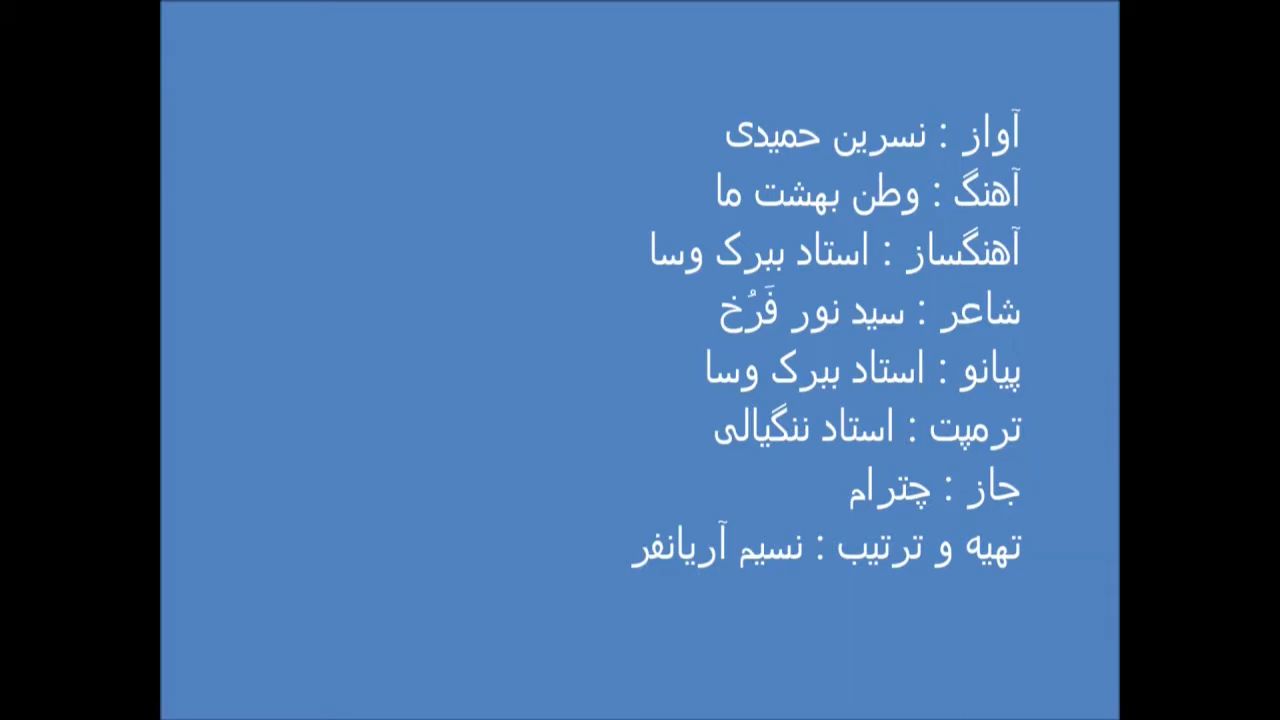 آواز : نسرین حمیدی
آهنگ : وطن بهشت ما
آهنگساز : استاد ببرک وسا
شاعر : سید نور فَرُخ
پیانو : استاد ببرک وسا
ترمپت : استاد ننگیالی
جاز : چترام
تهیه و ترتیب : نسیم آریانفر